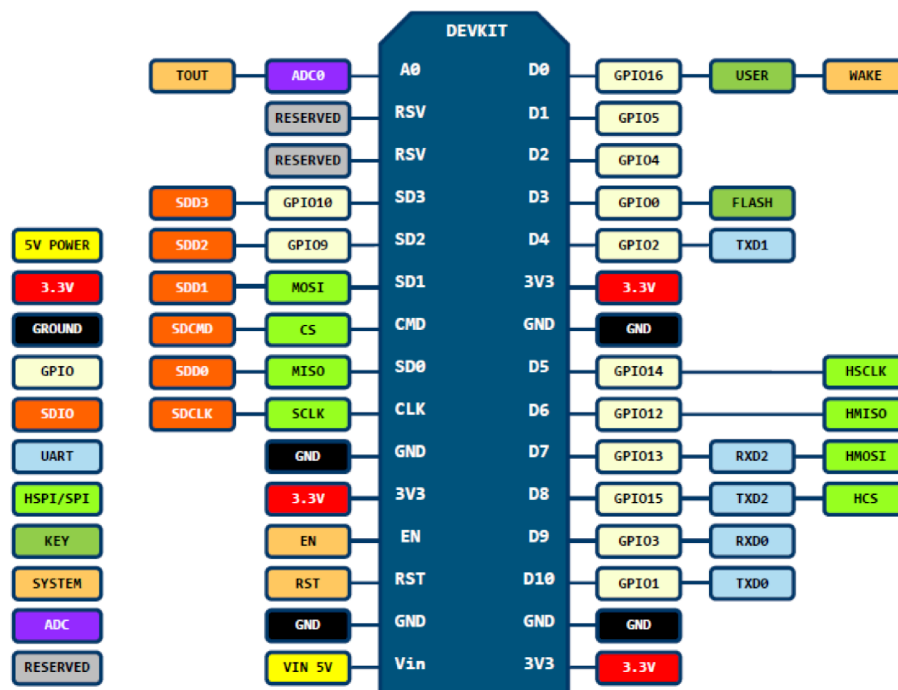 DEVKIT
TOUT ADC0 A0 D0 GPIO16 USER WAKE
RESERVED RSV D1 GPIO5
RESERVED RSV D2 GPIO4
SDD3 GPIO10 SD3 D3 GPIO0 FLASH
5V POWER SDD2 GPIO9 SD2 D4 GPIO2 TXD1
3.3V SDD1 MOSI SD1 3V3 3.3V
GROUND SDCMD CS CMD GND GND
GPIO SDD0 MISO SD0 D5 GPIO14 HSCLK
SDIO SDCLK SCLK CLK D6 GPIO12 HMISO
UART GND GND D7 GPIO13 RXD2 HMOSI
HSPI/SPI 3.3V 3V3 D8 GPIO15 TXD2 HCS
KEY EN EN D9 GPIO3 RXD0
SYSTEM RST RST D10 GPIO1 TXD0
ADC GND GND GND GND
RESERVED VIN 5V Vin 3V3 3.3V